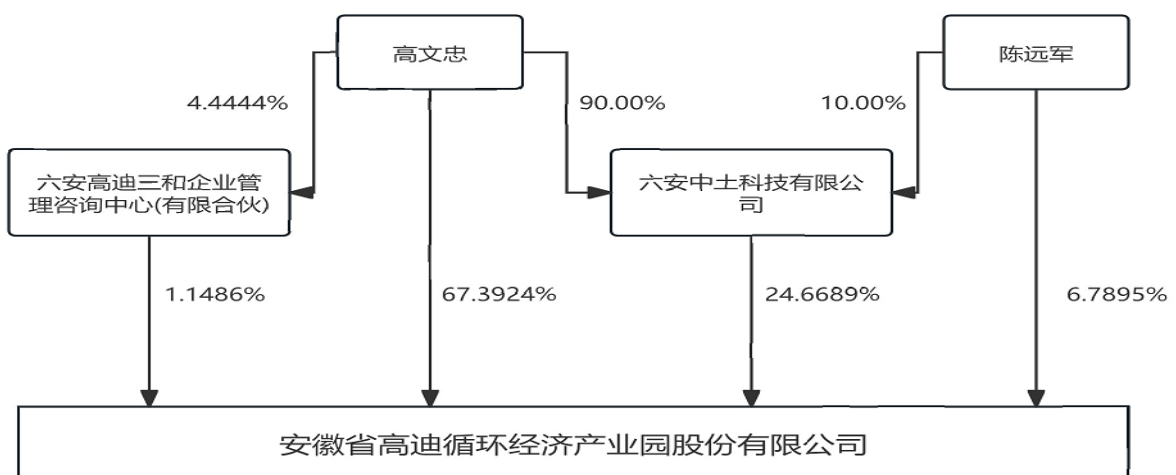 高文忠
陈远军
4.4444%
90.00%
10.00%
六安高迪三和企业管
理咨询中心(有限合伙)
六安中土科技有限公
司
1.1486%
67.3924%
24.6689%
6.7895%
安徽省高迪循环经济产业园股份有限公司